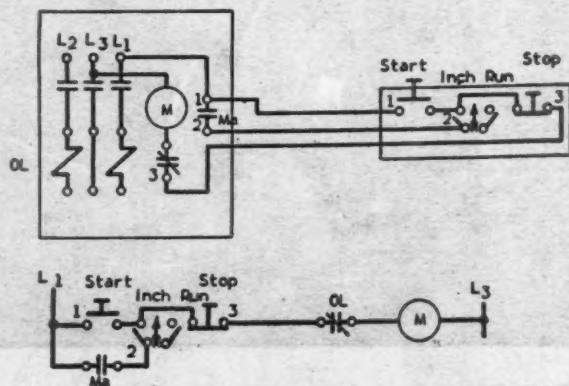 L2 L3 L1
M
1
Ma
2
3
OL
Start Inch Run Stop
1 2 3
L1
Start Inch Run Stop
1
2
3
OL
M
L3
Ma